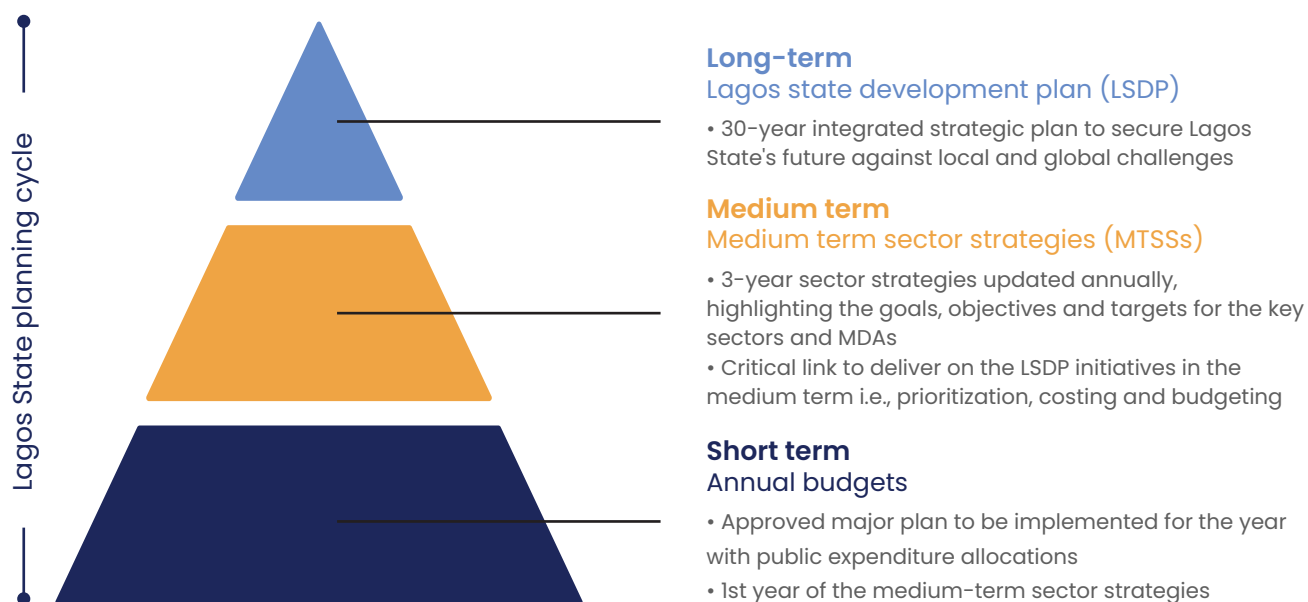 Lagos State planning cycle
Long-term
Lagos state development plan (LSDP)
• 30-year integrated strategic plan to secure Lagos
State's future against local and global challenges
Medium term
Medium term sector strategies (MTSSs)
• 3-year sector strategies updated annually,
highlighting the goals, objectives and targets for the key
sectors and MDAs
• Critical link to deliver on the LSDP initiatives in the
medium term i.e., prioritization, costing and budgeting
Short term
Annual budgets
• Approved major plan to be implemented for the year
with public expenditure allocations
• 1st year of the medium-term sector strategies